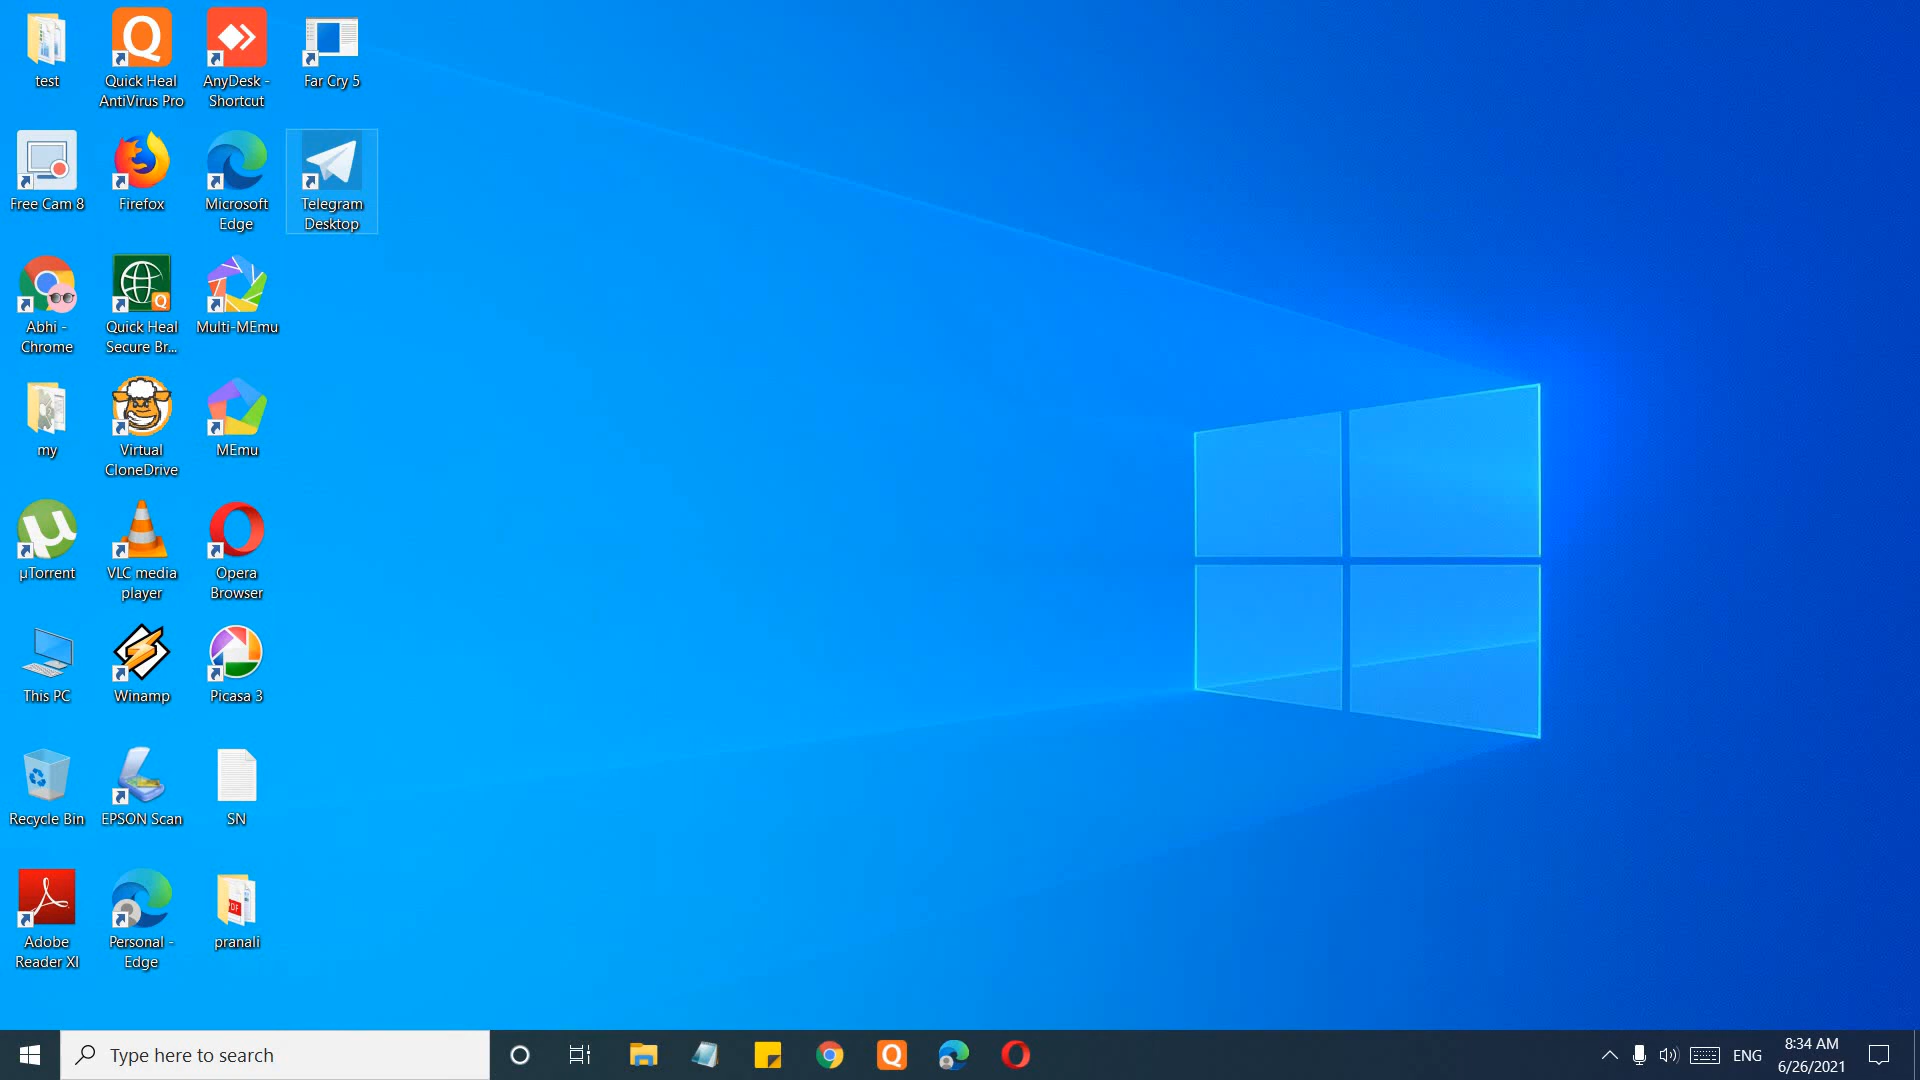 test
Quick Heal
AntiVirus Pro
AnyDesk -
Shortcut
Far Cry 5
Free Cam 8
Firefox
Microsoft
Edge
Telegram
Desktop
Abhi -
Chrome
Quick Heal
Secure Br...
Multi-MEmu
my
Virtual
CloneDrive
MEmu
µTorrent
VLC media
player
Opera
Browser
This PC
Winamp
Picasa 3
Recycle Bin
EPSON Scan
SN
PDF
Adobe
Reader XI
Personal -
Edge
pranali
Type here to search
ENG
8:34 AM
6/26/2021